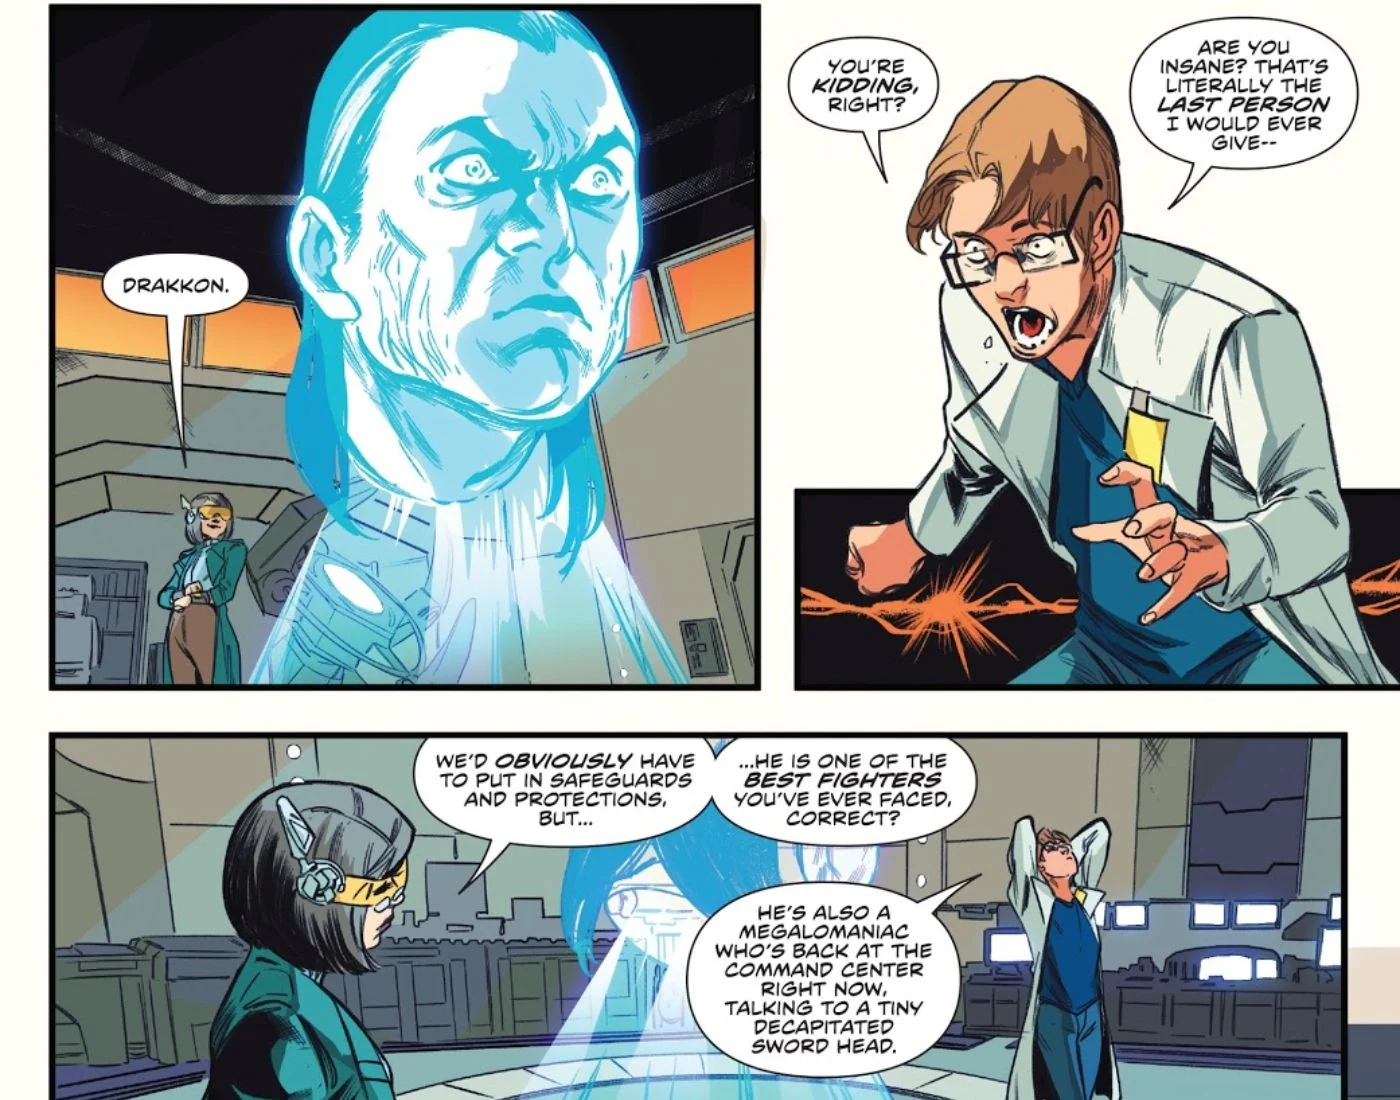 DRAKKON.
YOU'RE
KIDDING,
RIGHT?
ARE YOU
INSANE? THAT'S
LITERALLY THE
LAST PERSON
I WOULD EVER
GIVE--
WE'D OBVIOUSLY HAVE
TO PUT IN SAFEGUARDS
AND PROTECTIONS,
BUT...
...HE IS ONE OF THE
BEST FIGHTERS
YOU'VE EVER FACED,
CORRECT?
HE'S ALSO A
MEGALOMANIAC
WHO'S BACK AT THE
COMMAND CENTER
RIGHT NOW,
TALKING TO A TINY
DECAPITATED
SWORD HEAD.